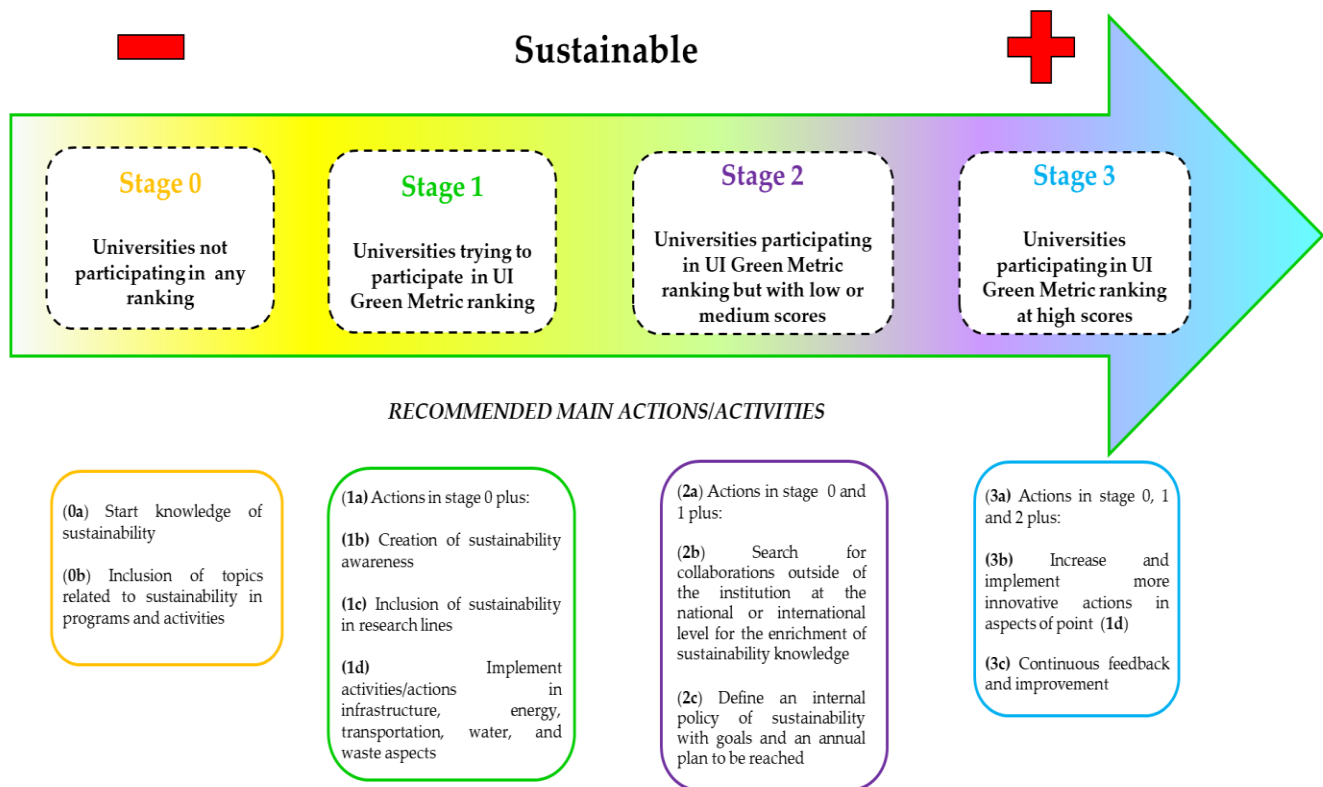 Sustainable
Stage 0
Universities not
participating in any
ranking
Stage 1
Universities trying to
participate in UI
Green Metric ranking
Stage 2
Universities participating
in UI Green Metric
ranking but with low or
medium scores
Stage 3
Universities
participating in UI
Green Metric ranking
at high scores
RECOMMENDED MAIN ACTIONS/ACTIVITIES
(0a) Start knowledge of
sustainability
(0b) Inclusion of topics
related to sustainability in
programs and activities
(1a) Actions in stage 0 plus:
(1b) Creation of sustainability
awareness
(1c) Inclusion of sustainability
in research lines
(1d) Implement
activities/actions in
infrastructure, energy,
transportation, water, and
waste aspects
(2a) Actions in stage 0 and
1 plus:
(2b) Search for
collaborations outside of
the institution at the
national or international
level for the enrichment of
sustainability knowledge
(2c) Define an internal
policy of sustainability
with goals and an annual
plan to be reached
(3a) Actions in stage 0, 1
and 2 plus:
(3b) Increase and
implement more
innovative actions in
aspects of point (1d)
(3c) Continuous feedback
and improvement